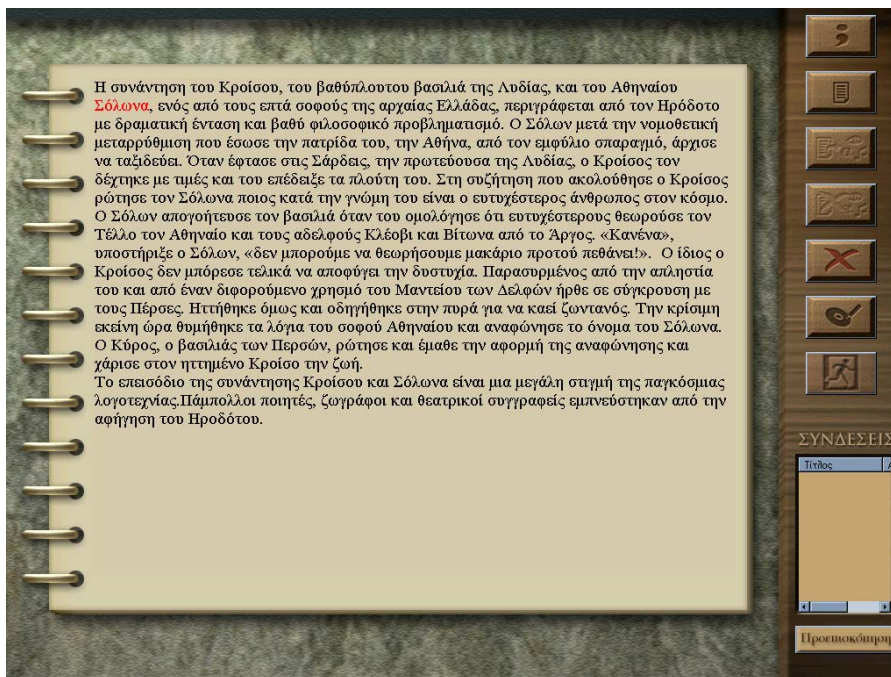 Η συνάντηση του Κροίσου, του βαθύπλουτου βασιλιά της Λυδίας, και του Αθηναίου
Σόλωνα, ενός από τους επτά σοφούς της αρχαίας Ελλάδας, περιγράφεται από τον Ηρόδοτο
με δραματική ένταση και βαθύ φιλοσοφικό προβληματισμό. Ο Σόλων μετά την νομοθετική
μεταρρύθμιση που έσωσε την πατρίδα του, την Αθήνα, από τον εμφύλιο σπαραγμό, άρχισε
να ταξιδεύει. Όταν έφτασε στις Σάρδεις, την πρωτεύουσα της Λυδίας, ο Κροίσος τον
δέχτηκε με τιμές και του επέδειξε τα πλούτη του. Στη συζήτηση που ακολούθησε ο Κροίσος
ρώτησε τον Σόλωνα ποιος κατά την γνώμη του είναι ο ευτυχέστερος άνθρωπος στον κόσμο.
Ο Σόλων απογοήτευσε τον βασιλιά όταν του ομολόγησε ότι ευτυχέστερους θεωρούσε τον
Τέλλο τον Αθηναίο και τους αδελφούς Κλέοβι και Βίτωνα από το Άργος. «Κανένα»,
υποστήριξε ο Σόλων, «δεν μπορούμε να θεωρήσουμε μακάριο προτού πεθάνει!». Ο ίδιος ο
Κροίσος δεν μπόρεσε τελικά να αποφύγει την δυστυχία. Παρασυρμένος από την απληστία
του και από έναν διφορούμενο χρησμό του Μαντείου των Δελφών ήρθε σε σύγκρουση με
τους Πέρσες. Ηττήθηκε όμως και οδηγήθηκε στην πυρά για να καεί ζωντανός. Την κρίσιμη
εκείνη ώρα θυμήθηκε τα λόγια του σοφού Αθηναίου και αναφώνησε το όνομα του Σόλωνα.
Ο Κύρος, ο βασιλιάς των Περσών, ρώτησε και έμαθε την αφορμή της αναφώνησης και
χάρισε στον ηττημένο Κροίσο την ζωή.
Το επεισόδιο της συνάντησης Κροίσου και Σόλωνα είναι μια μεγάλη στιγμή της παγκόσμιας
λογοτεχνίας.Πάμπολλοι ποιητές, ζωγράφοι και θεατρικοί συγγραφείς εμπνεύστηκαν από την
αφήγηση του Ηροδότου.
ΣΥΝΔΕΣΕΙΣ
Τίτλος
Προεπισκόπηση